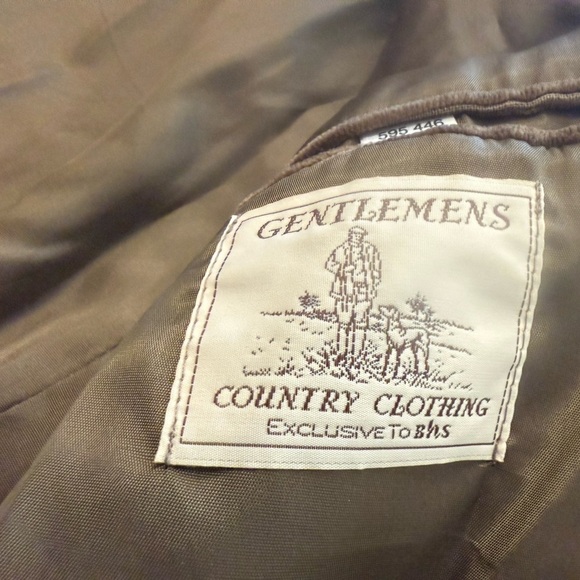 595 446
GENTLEMENS
COUNTRY CLOTHING
EXCLUSIVE TO BHS